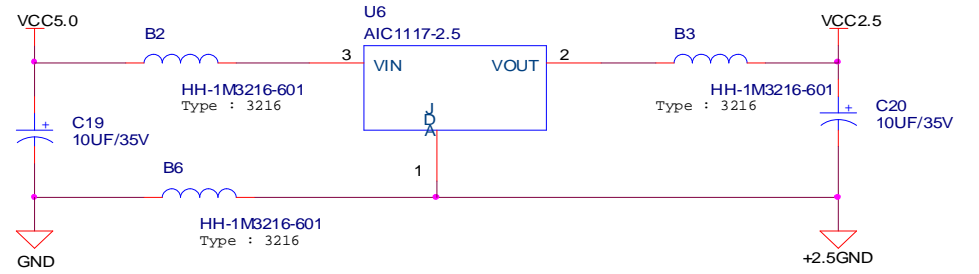 U6
VCC5.0
VCC2.5
B2
AIC1117-2.5
B3
3
VIN
VOUT
2
HH-1M3216-601
Type : 3216
HH-1M3216-601
Type : 3216
ADJ
+
C19
10UF/35V
+
C20
10UF/35V
B6
1
HH-1M3216-601
Type : 3216
GND
+2.5GND